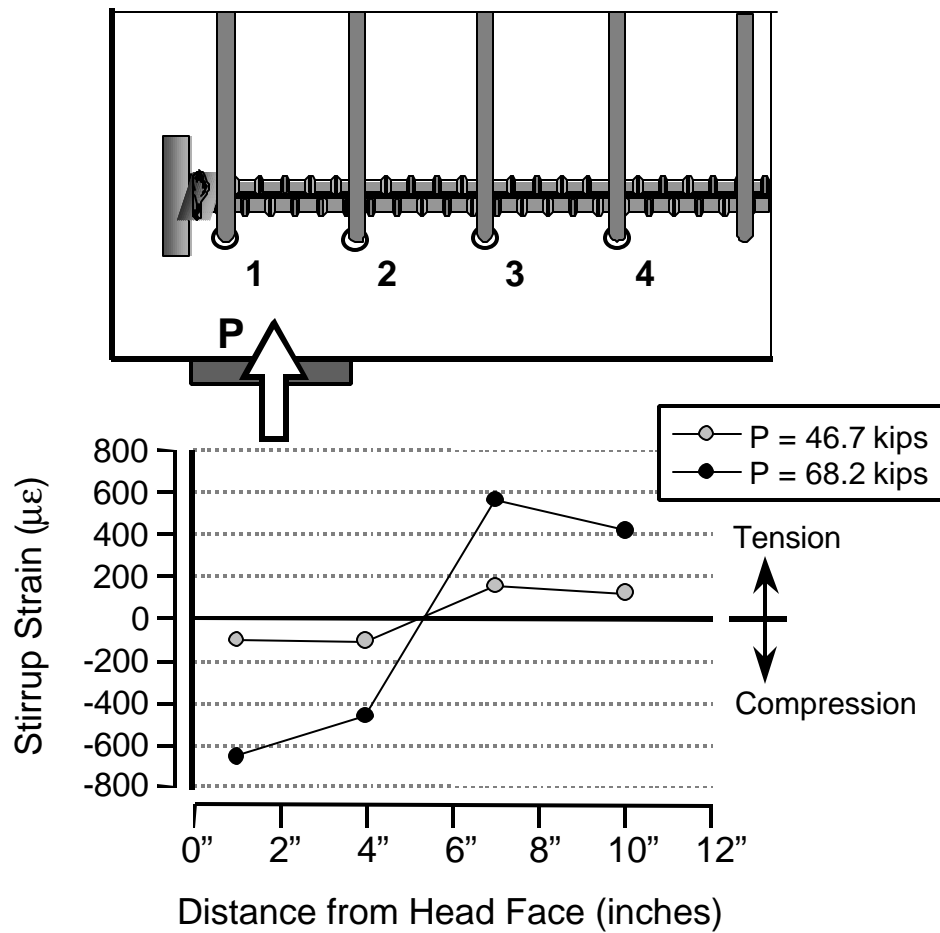 1 2 3 4
P
P = 46.7 kips
P = 68.2 kips
800
600
400
200
0
-200
-400
-600
-800
Stirrup Strain (με)
Tension
Compression
0” 2” 4” 6” 8” 10” 12”
Distance from Head Face (inches)